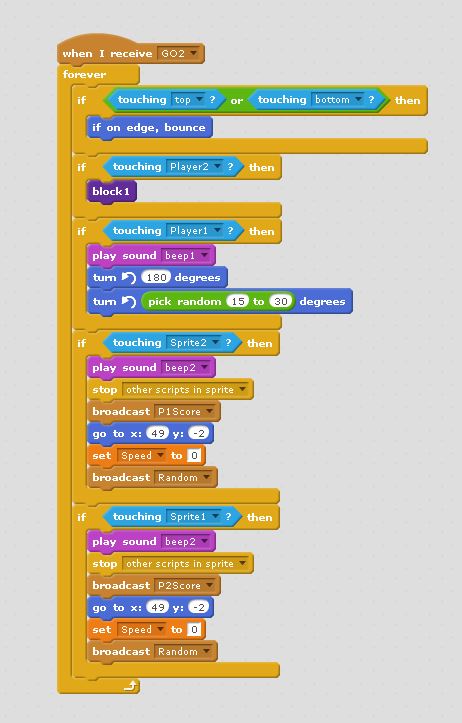 when I receive GO2
forever
if touching top ? or touching bottom ? then
if on edge, bounce
if touching Player2 ? then
block1
if touching Player1 ? then
play sound beep1
turn 180 degrees
turn pick random 15 to 30 degrees
if touching Sprite2 ? then
play sound beep2
stop other scripts in sprite
broadcast P1Score
go to x: 49 y: -2
set Speed to 0
broadcast Random
if touching Sprite1 ? then
play sound beep2
stop other scripts in sprite
broadcast P2Score
go to x: 49 y: -2
set Speed to 0
broadcast Random